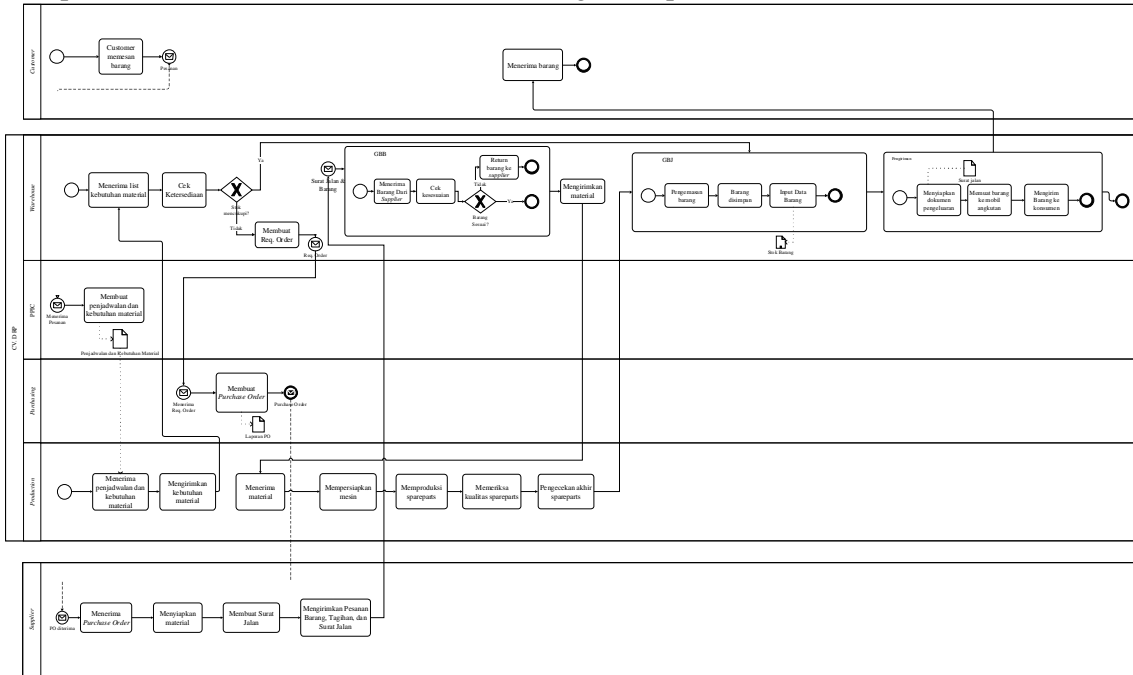 Customer
Customer
memesan
barang
Pesanan
Menerima barang
CV. DRP
Warehouse
Menerima list
kebutuhan material
Cek
Ketersediaan
Ya
Stok
mencukupi?
Tidak
Membuat
Req. Order
Req. Order
Surat Jalan &
Barang
GBB
Menerima
Barang Dari
Supplier
Cek
kesesuaian
Return
barang ke
supplier
Tidak
Ya
Barang
Sesuai?
Mengirimkan
material
GBJ
Pengemasan
barang
Barang
disimpan
Input Data
Barang
Stok Barang
Pengiriman
Surat jalan
Menyiapkan
dokumen
pengeluaran
Memuat barang
ke mobil
angkutan
Mengirim
Barang ke
konsumen
PPIC
Menerima
Pesanan
Membuat
penjadwalan dan
kebutuhan material
Penjadwalan dan Kebutuhan Material
Purchasing
Menerima
Req. Order
Membuat
Purchase Order
Purchase Order
Laporan PO
Production
Menerima
penjadwalan dan
kebutuhan
material
Mengirimkan
kebutuhan
material
Menerima
material
Mempersiapkan
mesin
Memproduksi
spareparts
Memeriksa
kualitas spareparts
Pengecekan akhir
spareparts
Supplier
PO diterima
Menerima
Purchase Order
Menyiapkan
material
Membuat Surat
Jalan
Mengirimkan Pesanan
Barang, Tagihan, dan
Surat Jalan